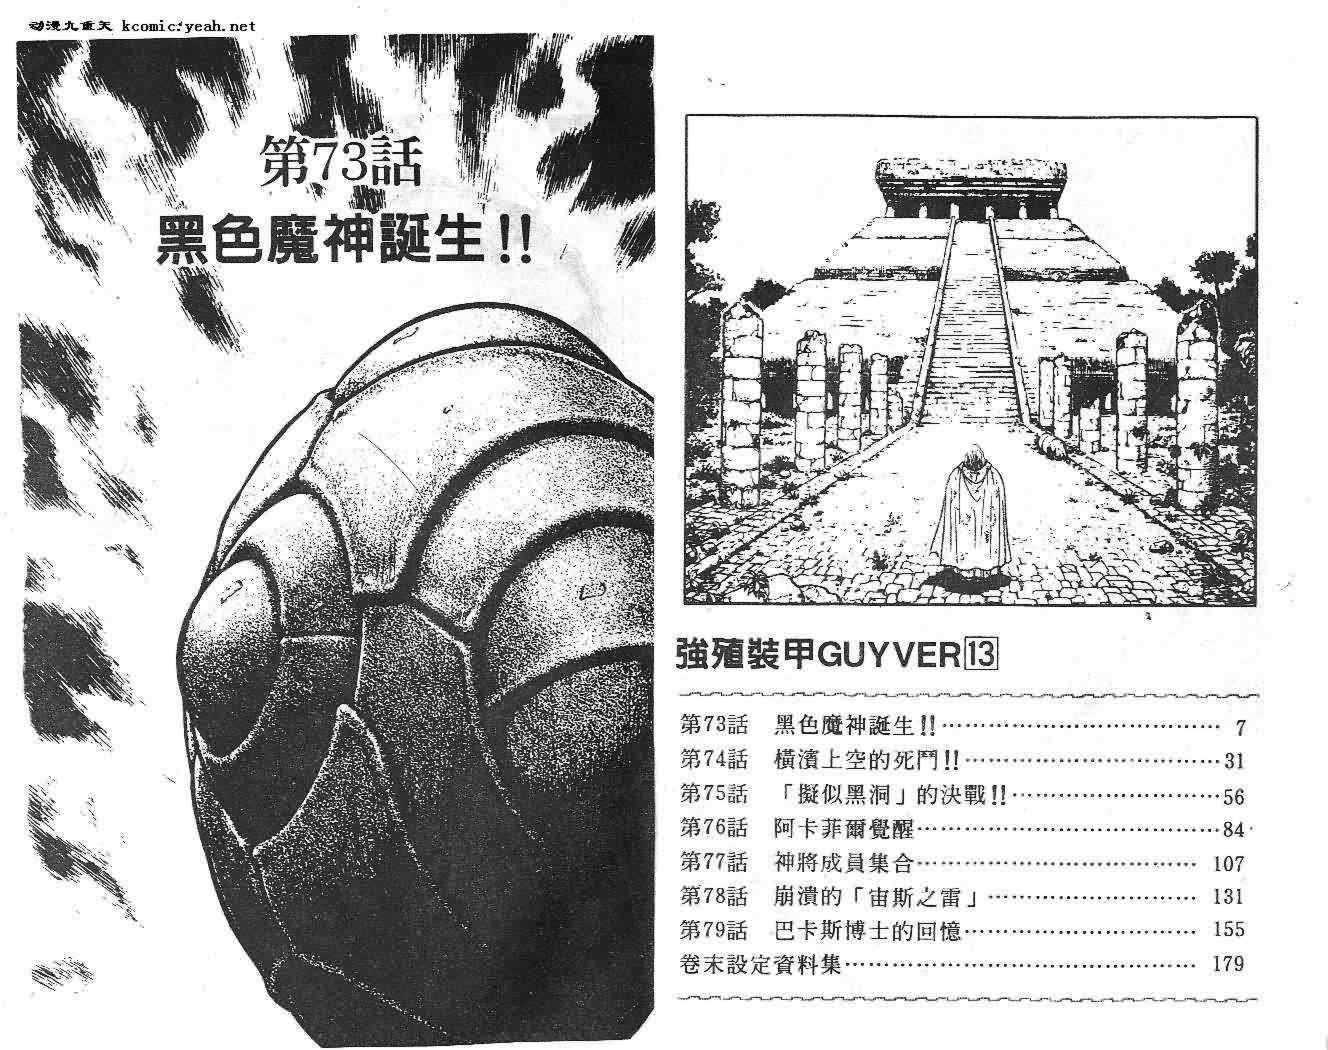 动漫九重天 kcomic.yeah.net
第73話
黑色魔神誕生!!
強殖裝甲GUYVER13
第73話 黑色魔神誕生!!……………………………… 7
第74話 橫濱上空的死鬥!!……………………………31
第75話 「擬似黑洞」的決戰!!………………………56
第76話 阿卡菲爾覺醒…………………………………84
第77話 神將成員集合……………………………… 107
第78話 崩潰的「宙斯之雷」……………………… 131
第79話 巴卡斯博士的回憶………………………… 155
卷末設定資料集……………………………………… 179